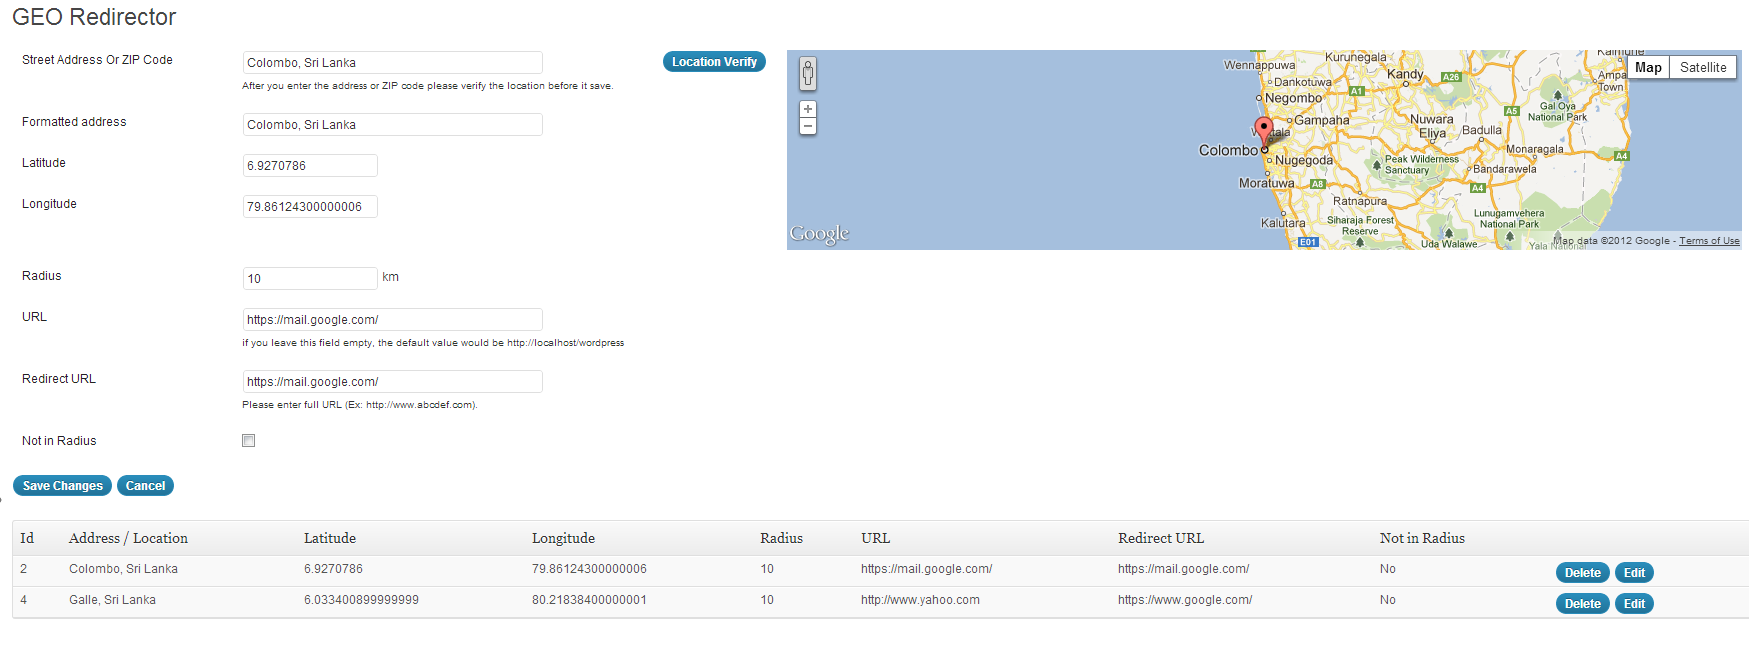 GEO Redirector
Street Address Or ZIP Code
Colombo, Sri Lanka
Location Verify
After you enter the address or ZIP code please verify the location before it save.
Formatted address
Colombo, Sri Lanka
Latitude
6.9270786
Longitude
79.86124300000006
Radius
10 km
URL
https://mail.google.com/
if you leave this field empty, the default value would be http://localhost/wordpress
Redirect URL
https://mail.google.com/
Please enter full URL (Ex: http://www.abcdef.com).
Not in Radius
Save Changes Cancel
Map Satellite
Wennappuwa
Kurunegala
Dankotuwa
Kandy
A26
Ampa
Town
Negombo
A1
Gampaha
A5
Gal Oya
National Park
Nuwara
Eliya
Badulla
Colombo
Nugegoda
Peak Wilderness
Sanctuary
Monaragala
A4
Bandarawela
Moratuwa
A8
A4
Ratnapura
Kalutara
Siharaja Forest
Reserve
Lunugamvehera
National Park
E01
Uda Walawe
Yala National
Google
Map data ©2012 Google - Terms of Use
Id Address / Location Latitude Longitude Radius URL Redirect URL Not in Radius
2 Colombo, Sri Lanka 6.9270786 79.86124300000006 10 https://mail.google.com/ https://mail.google.com/ No Delete Edit
4 Galle, Sri Lanka 6.033400899999999 80.21838400000001 10 http://www.yahoo.com https://www.google.com/ No Delete Edit